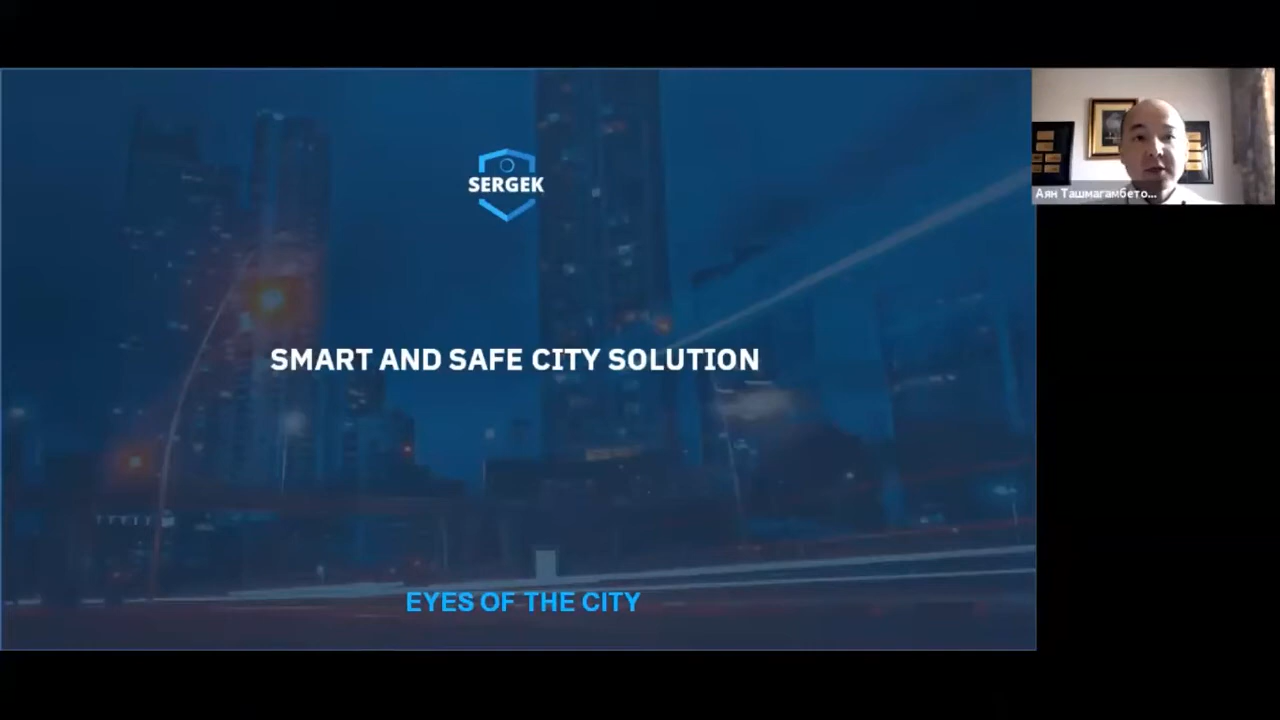 SERGEK
SMART AND SAFE CITY SOLUTION
EYES OF THE CITY
Аян Ташмагамбето...